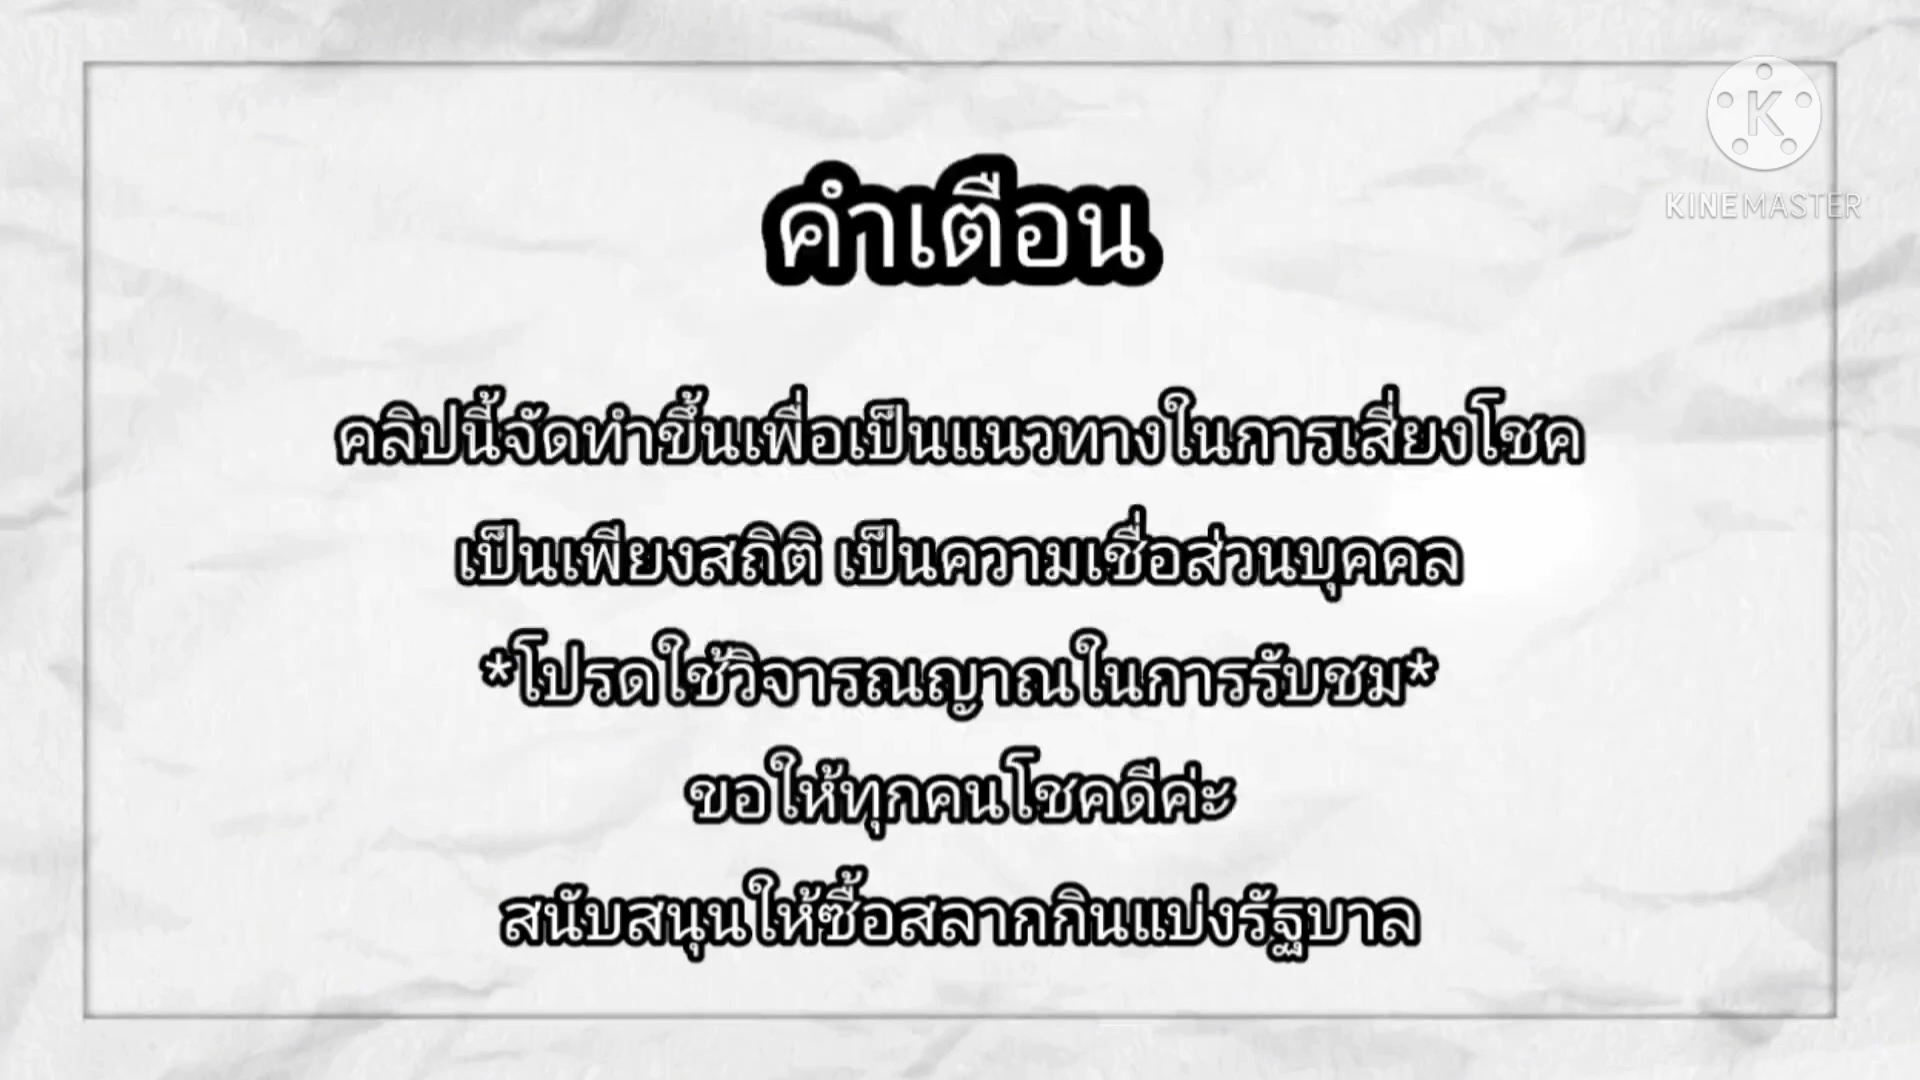 KINEMASTER
คำเตือน
คลิปนี้จัดทำขึ้นเพื่อเป็นแนวทางในการเสี่ยงโชค
เป็นเพียงสถิติ เป็นความเชื่อส่วนบุคคล
*โปรดใช้วิจารณญาณในการรับชม*
ขอให้ทุกคนโชคดีค่ะ
สนับสนุนให้ซื้อสลากกินแบ่งรัฐบาล